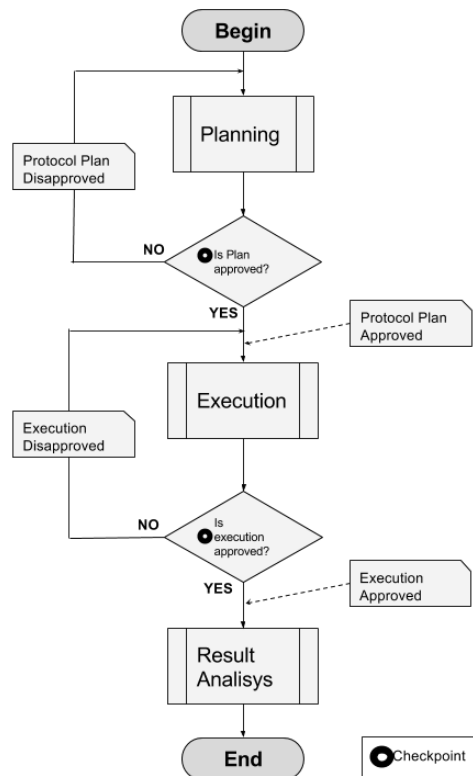 Begin
Planning
Protocol Plan
Disapproved
NO
Is Plan
approved?
YES
Protocol Plan
Approved
Execution
Execution
Disapproved
NO
Is
execution
approved?
YES
Execution
Approved
Result
Analisys
End
Checkpoint